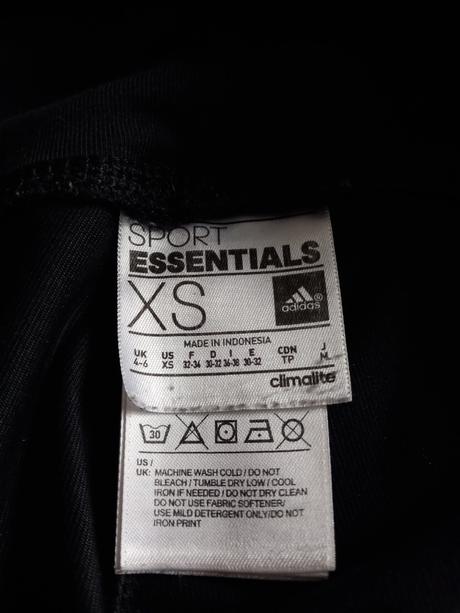 SPORT
ESSENTIALS
XS
adidas®
MADE IN INDONESIA
UK US F D I E CDN J
4-6 XS 32-34 30-32 36-38 30-32 TP M
climalite
30
US /
UK: MACHINE WASH COLD / DO NOT
BLEACH / TUMBLE DRY LOW / COOL
IRON IF NEEDED / DO NOT DRY CLEAN
DO NOT USE FABRIC SOFTENER/
USE MILD DETERGENT ONLY/DO NOT
IRON PRINT